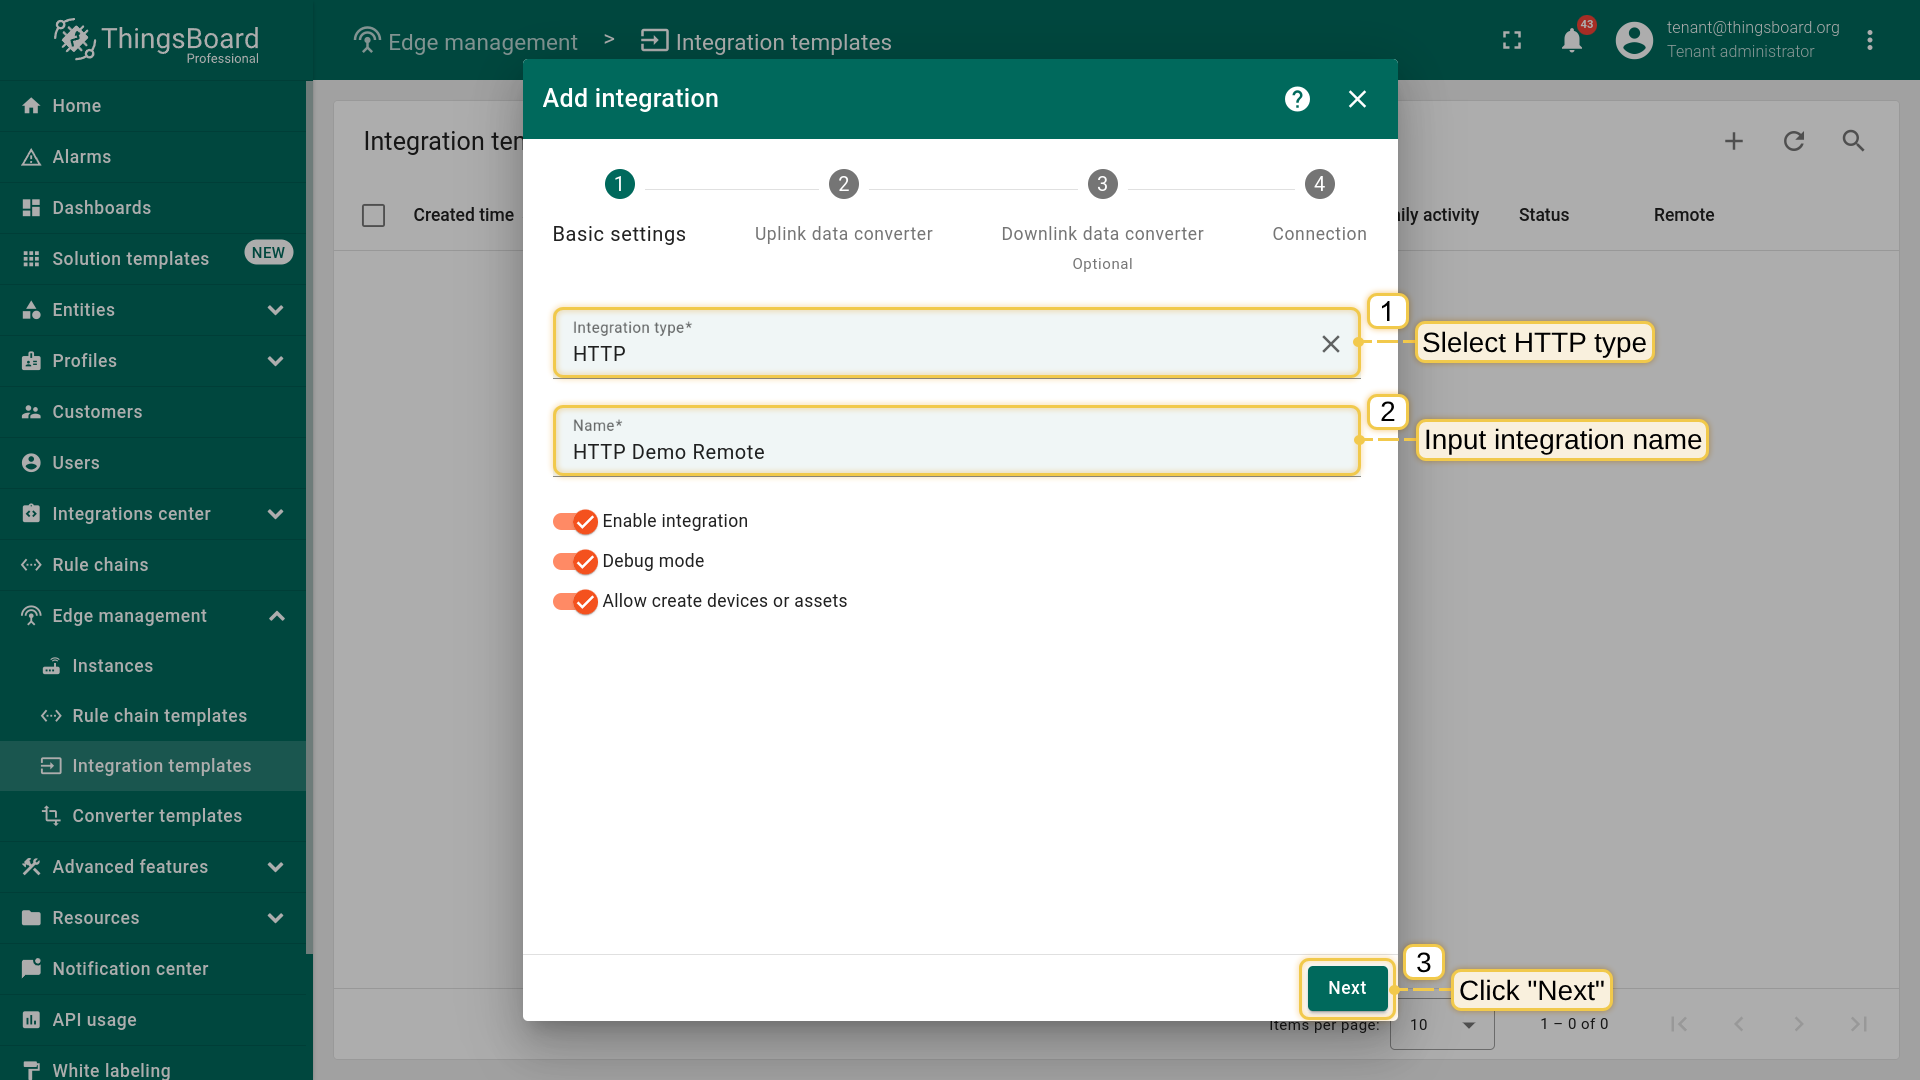 ThingsBoard
Professional
Edge management > Integration templates
43
tenant@thingsboard.org
Tenant administrator
Home
Alarms
Dashboards
Solution templates NEW
Entities
Profiles
Customers
Users
Integrations center
Rule chains
Edge management
Instances
Rule chain templates
Integration templates
Converter templates
Advanced features
Resources
Notification center
API usage
White labeling
Integration ten
Created time
ily activity
Status
Remote
Add integration
?
1
Basic settings
2
Uplink data converter
3
Downlink data converter
Optional
4
Connection
Integration type*
HTTP
1
Slelect HTTP type
Name*
HTTP Demo Remote
2
Input integration name
Enable integration
Debug mode
Allow create devices or assets
Next
3
Click "Next"
Items per page:
10
1 – 0 of 0